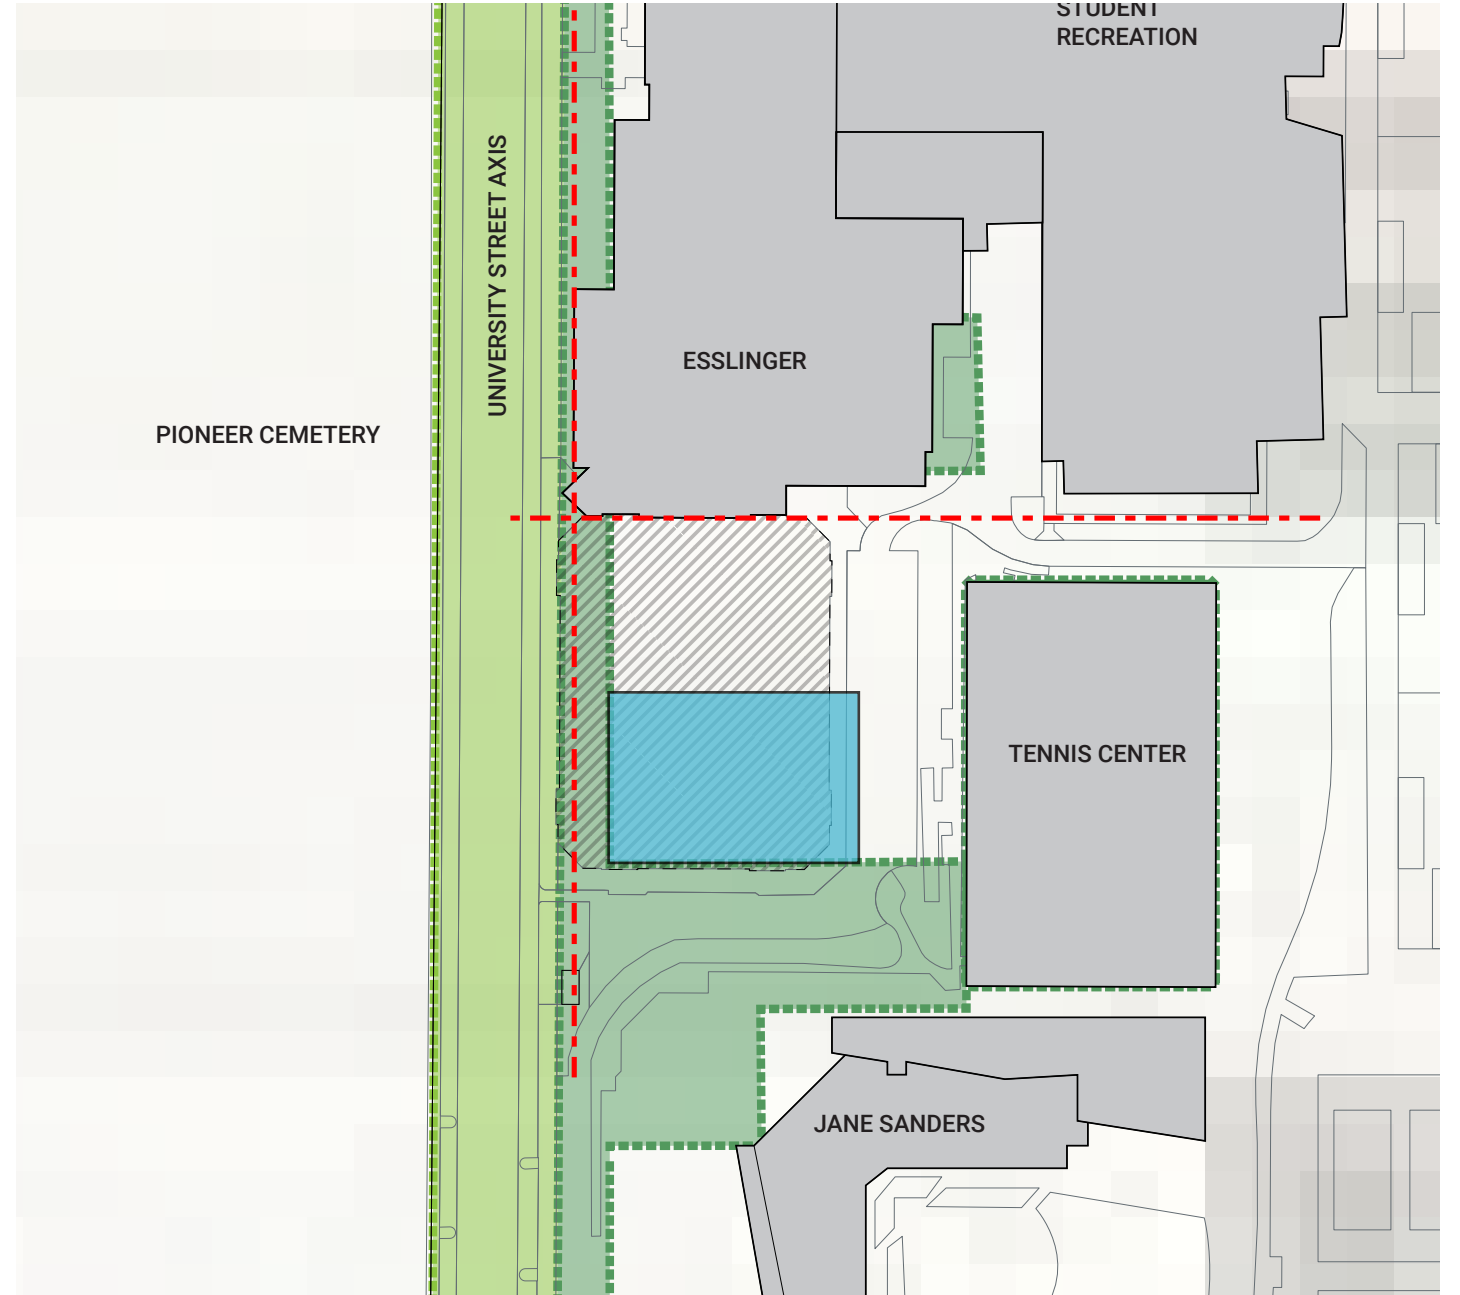 STUDENT
RECREATION
UNIVERSITY STREET AXIS
ESSLINGER
PIONEER CEMETERY
TENNIS CENTER
JANE SANDERS